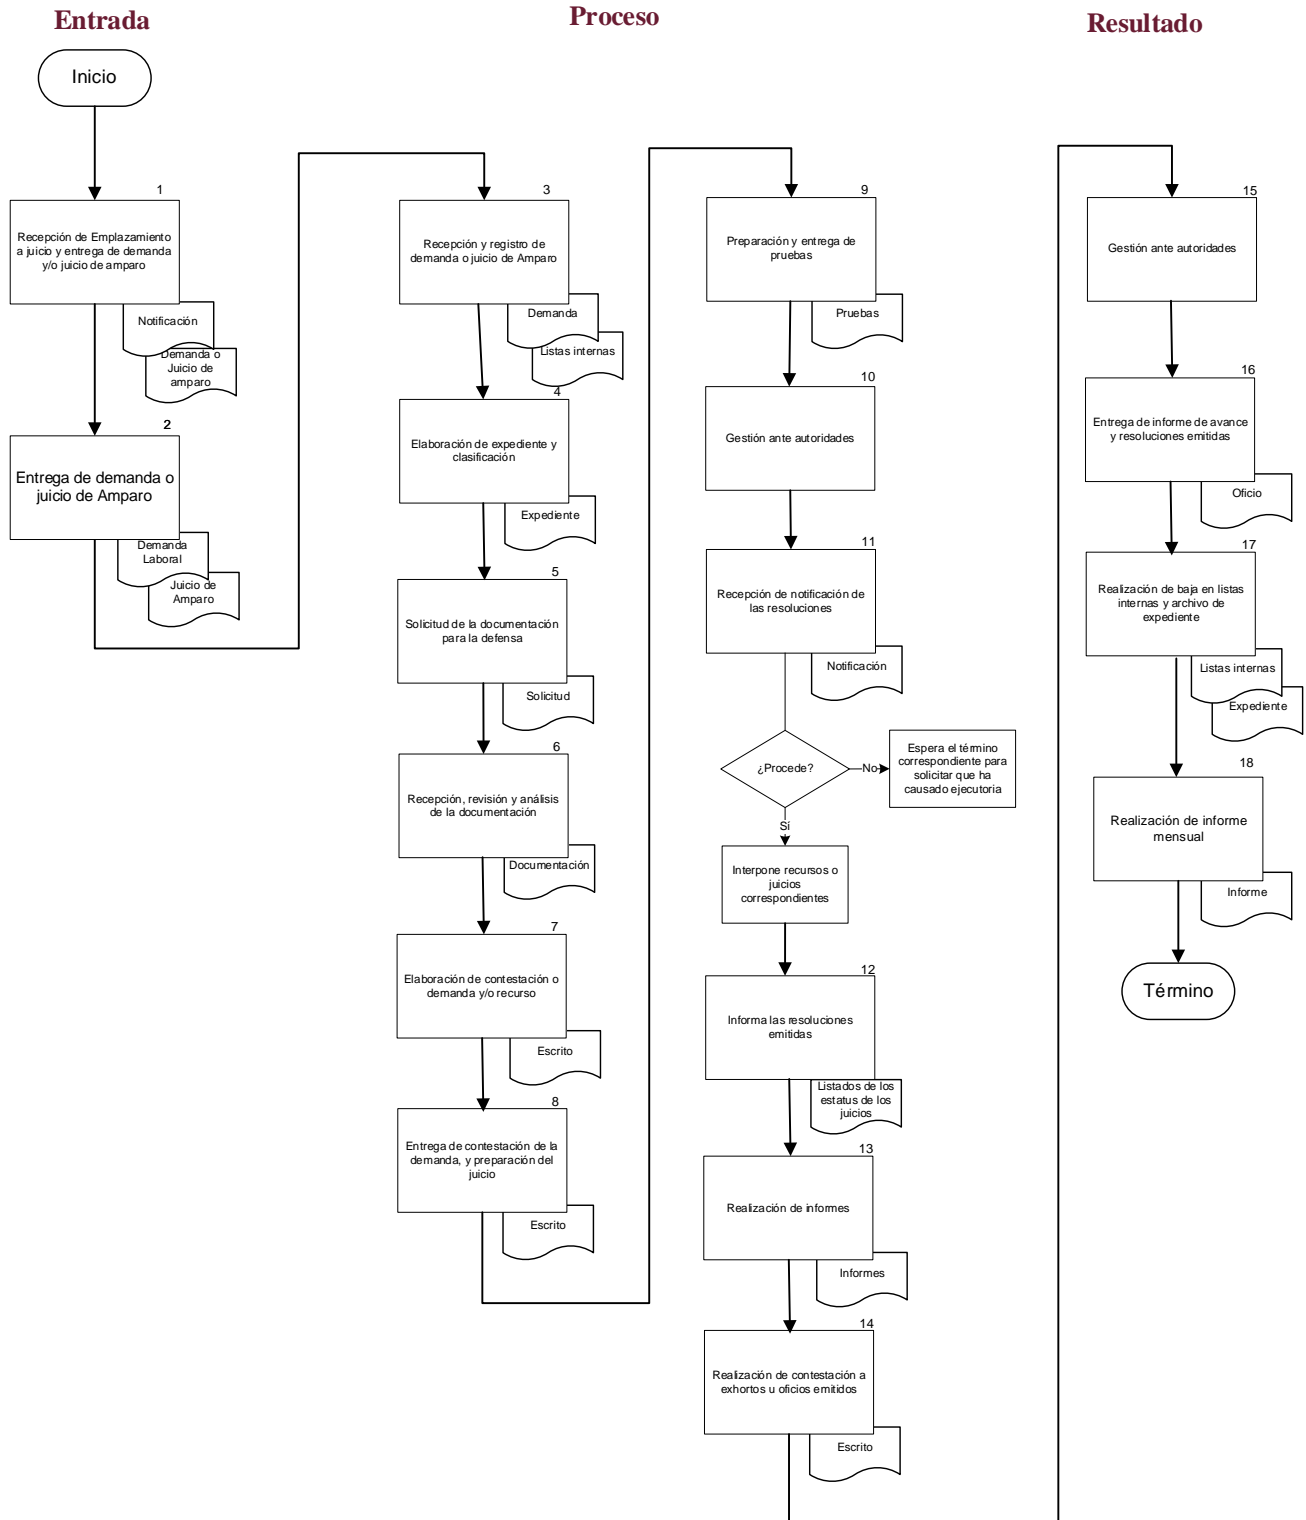 Entrada
Proceso
Resultado
Inicio
1
Recepción de Emplazamiento
a juicio y entrega de demanda
y/o juicio de amparo
Notificación
Demanda o
Juicio de
amparo
2
Entrega de demanda o
juicio de Amparo
Demanda
Laboral
Juicio de
Amparo
3
Recepción y registro de
demanda o juicio de Amparo
Demanda
Listas internas
4
Elaboración de expediente y
clasificación
Expediente
5
Solicitud de la documentación
para la defensa
Solicitud
6
Recepción, revisión y análisis
de la documentación
Documentación
7
Elaboración de contestación o
demanda y/o recurso
Escrito
8
Entrega de contestación de la
demanda, y preparación del
juicio
Escrito
9
Preparación y entrega de
pruebas
Pruebas
10
Gestión ante autoridades
11
Recepción de notificación de
las resoluciones
Notificación
¿Procede?
No
Espera el término
correspondiente para
solicitar que ha
causado ejecutoria
Sí
Interpone recursos o
juicios
correspondientes
12
Informa las resoluciones
emitidas
Listados de los
estatus de los
juicios
13
Realización de informes
Informes
14
Realización de contestación a
exhortos u oficios emitidos
Escrito
15
Gestión ante autoridades
16
Entrega de informe de avance
y resoluciones emitidas
Oficio
17
Realización de baja en listas
internas y archivo de
expediente
Listas internas
Expediente
18
Realización de informe
mensual
Informe
Término